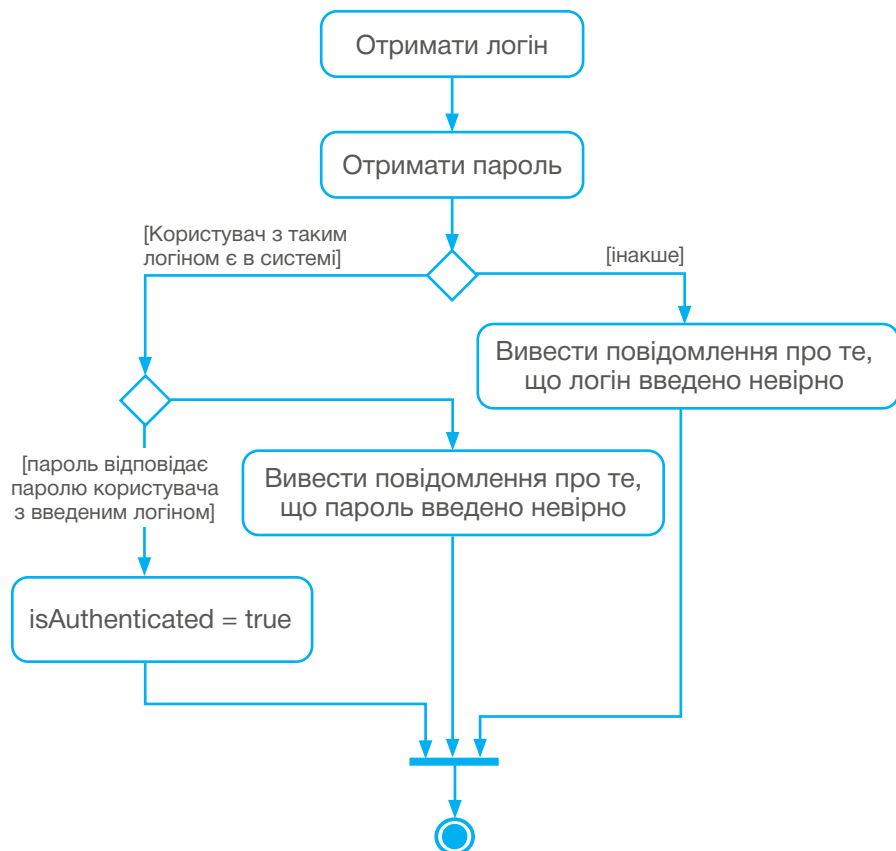 Отримати логін
Отримати пароль
[Користувач з таким
логіном є в системі]
[інакше]
Вивести повідомлення про те,
що логін введено невірно
[пароль відповідає
паролю користувача
з введеним логіном]
Вивести повідомлення про те,
що пароль введено невірно
isAuthenticated = true